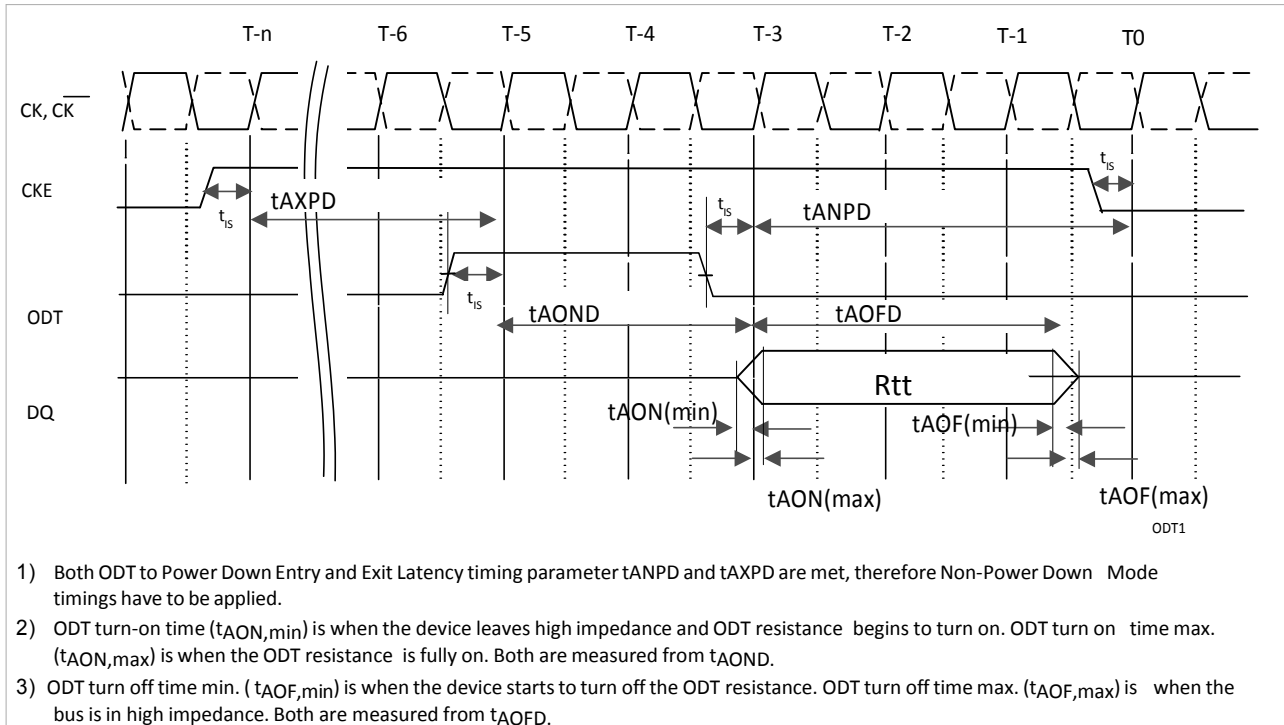 T-n T-6 T-5 T-4 T-3 T-2 T-1 T0
CK, C̅K̅
CKE
tIS
tIS
tAXPD
tIS
tANPD
tIS
ODT
tAOND
tAOFD
Rtt
DQ
tAON(min)
tAOF(min)
tAON(max)
tAOF(max)
ODT1
1) Both ODT to Power Down Entry and Exit Latency timing parameter tANPD and tAXPD are met, therefore Non-Power Down Mode
timings have to be applied.
2) ODT turn-on time (tAON,min) is when the device leaves high impedance and ODT resistance begins to turn on. ODT turn on time max.
(tAON,max) is when the ODT resistance is fully on. Both are measured from tAOND.
3) ODT turn off time min. ( tAOF,min) is when the device starts to turn off the ODT resistance. ODT turn off time max. (tAOF,max) is when the
bus is in high impedance. Both are measured from tAOFD.